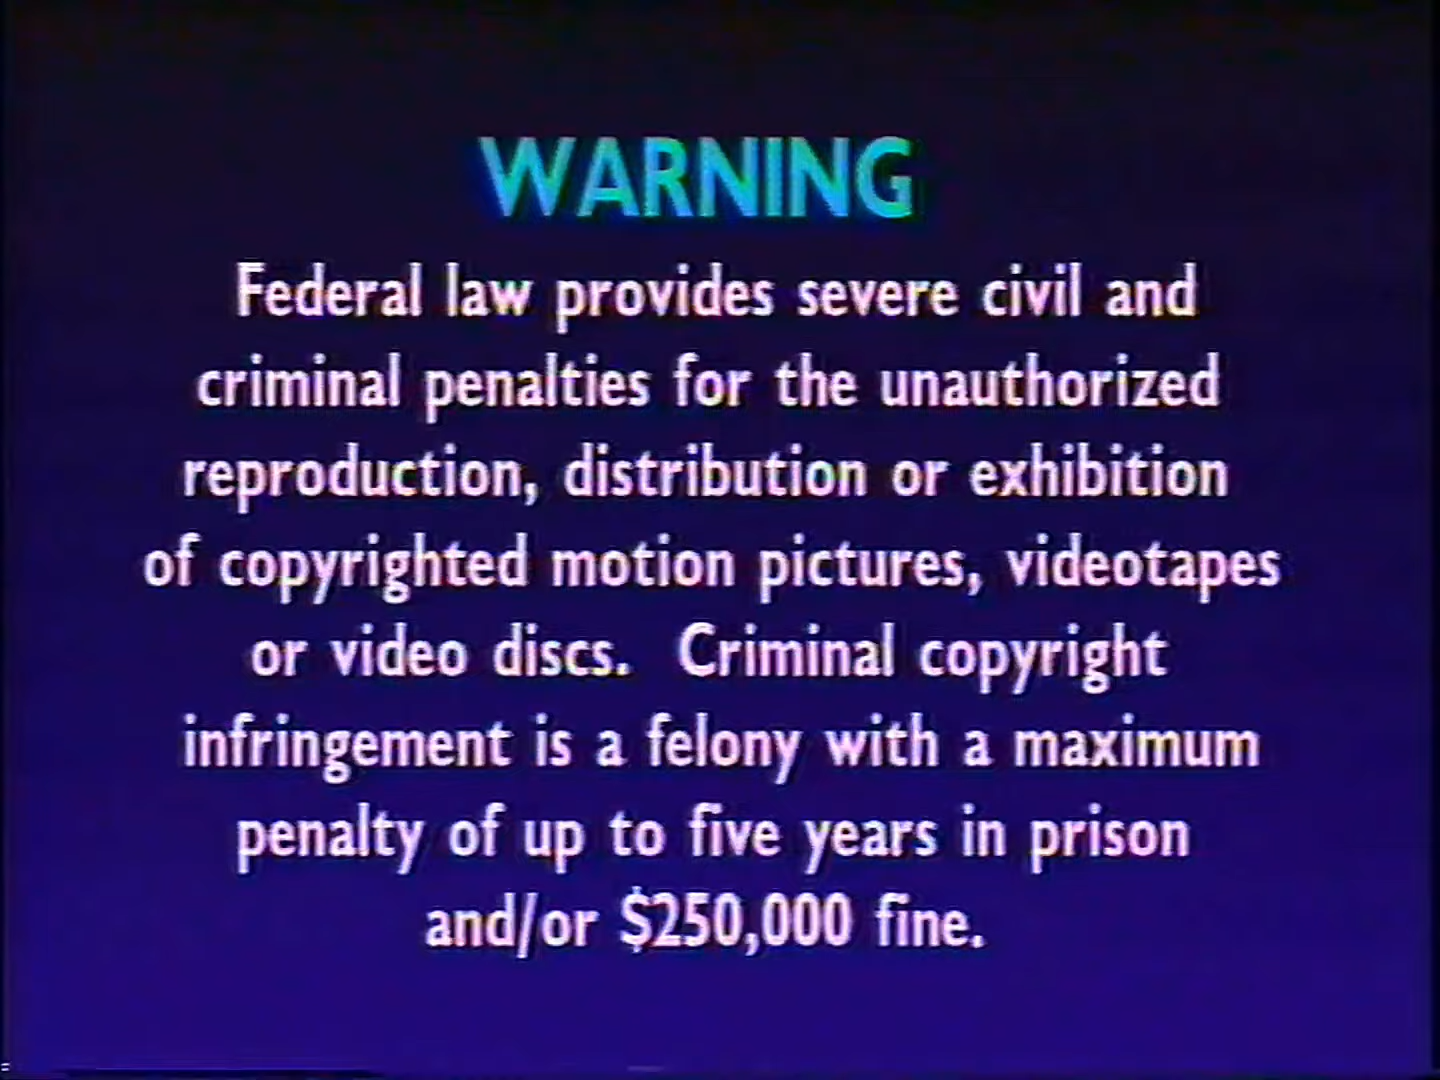 WARNING
Federal law provides severe civil and
criminal penalties for the unauthorized
reproduction, distribution or exhibition
of copyrighted motion pictures, videotapes
or video discs.  Criminal copyright
infringement is a felony with a maximum
penalty of up to five years in prison
and/or $250,000 fine.